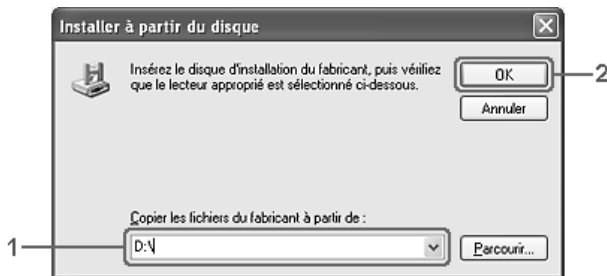 Installer à partir du disque
Insérez le disque d'installation du fabricant, puis vérifiez
que le lecteur approprié est sélectionné ci-dessous.
OK
2
Annuler
Copier les fichiers du fabricant à partir de :
1
D:\
Parcourir...